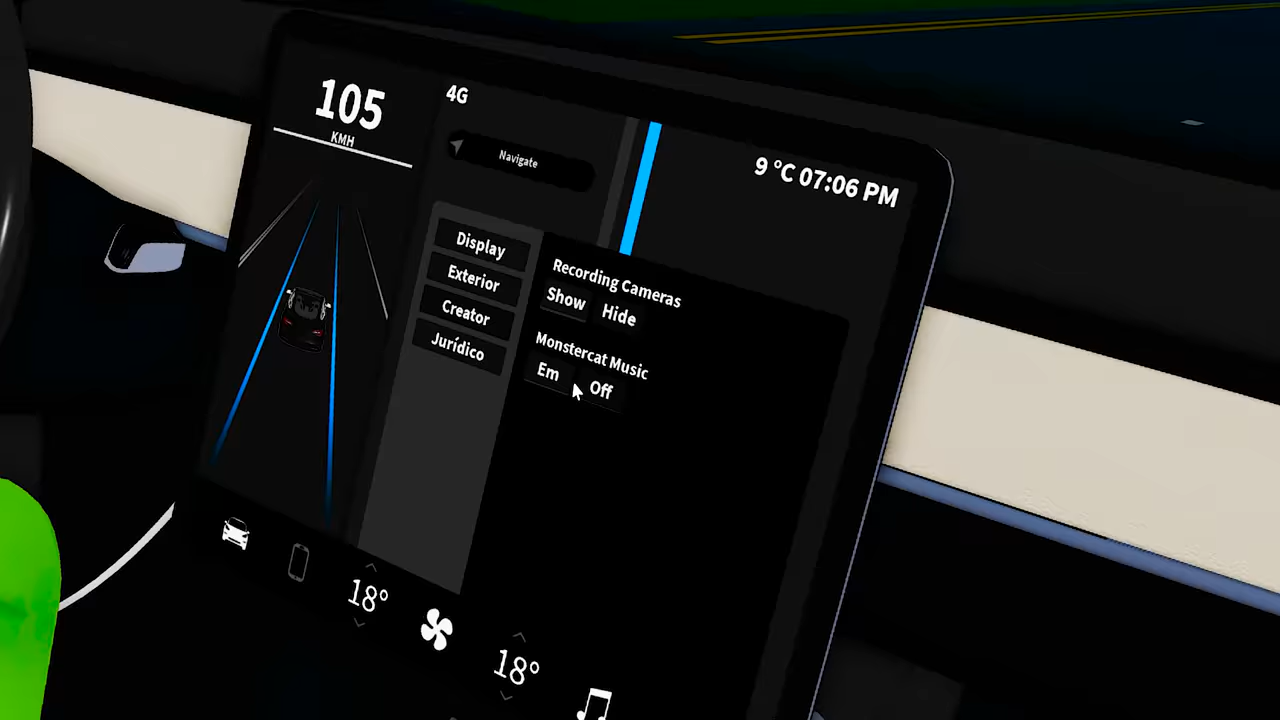 105
KMH
4G
Navigate
9 °C 07:06 PM
Display
Exterior
Creator
Jurídico
Recording Cameras
Show Hide
Monstercat Music
Em Off
18°
18°